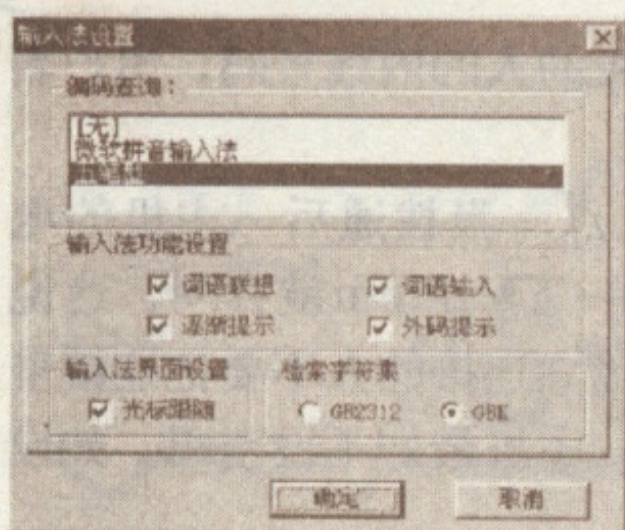 输入法设置
编码查询：
[无]
微软拼音输入法
五笔型
输入法功能设置
词语联想 词语输入
逐渐提示 外码提示
输入法界面设置 检索字符集
光标跟随 GB2312 GBK
确定 取消